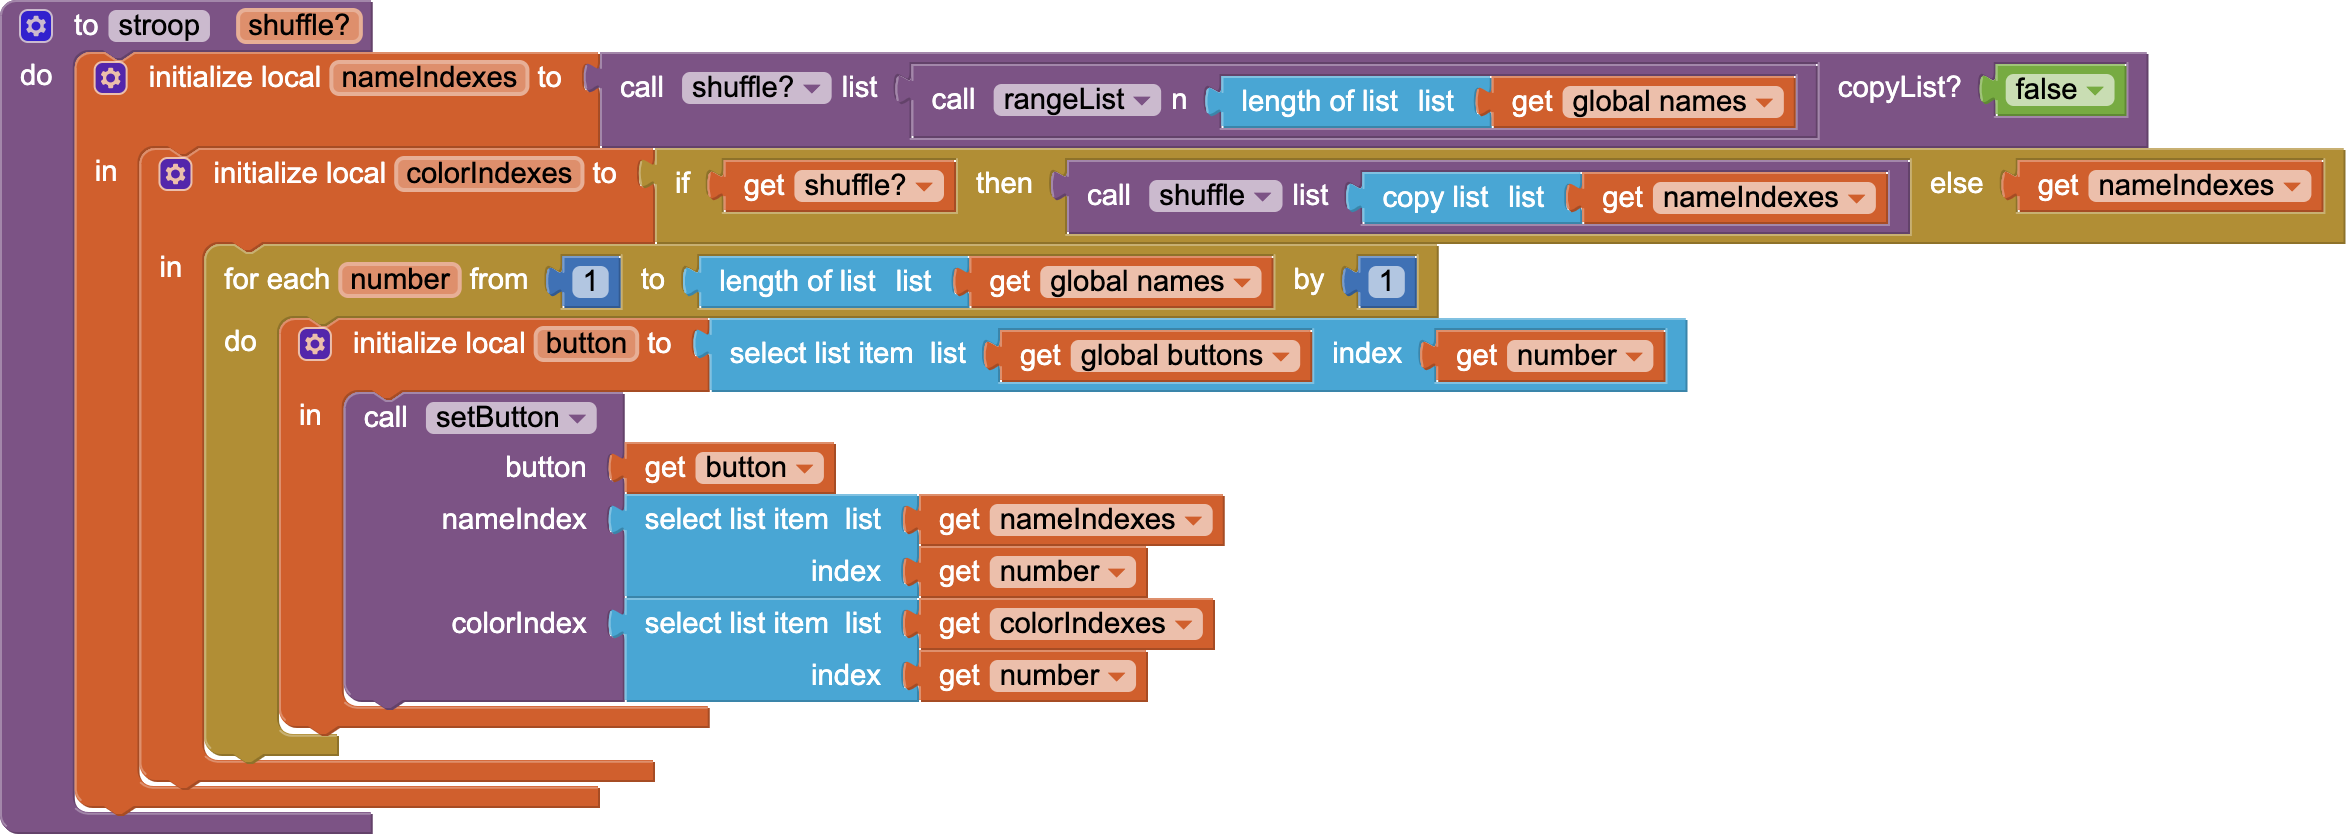 to stroop shuffle?
do initialize local nameIndexes to call shuffle? list call rangeList n length of list list get global names copyList? false
in initialize local colorIndexes to if get shuffle? then call shuffle list copy list list get nameIndexes else get nameIndexes
in for each number from 1 to length of list list get global names by 1
do initialize local button to select list item list get global buttons index get number
in call setButton
button get button
nameIndex select list item list get nameIndexes
index get number
colorIndex select list item list get colorIndexes
index get number